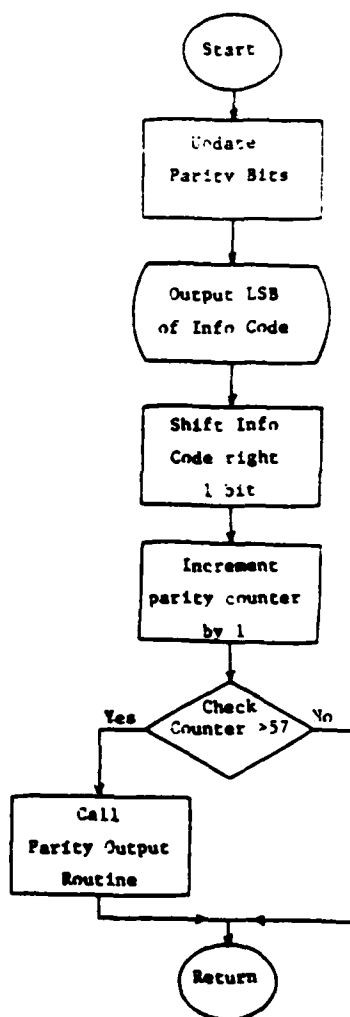 Start
Update
Parity Bits
Output LSB
of Info Code
Shift Info
Code right
1 bit
Increment
parity counter
by 1
Check
Yes
Counter >57
No
Call
Parity Output
Routine
Return